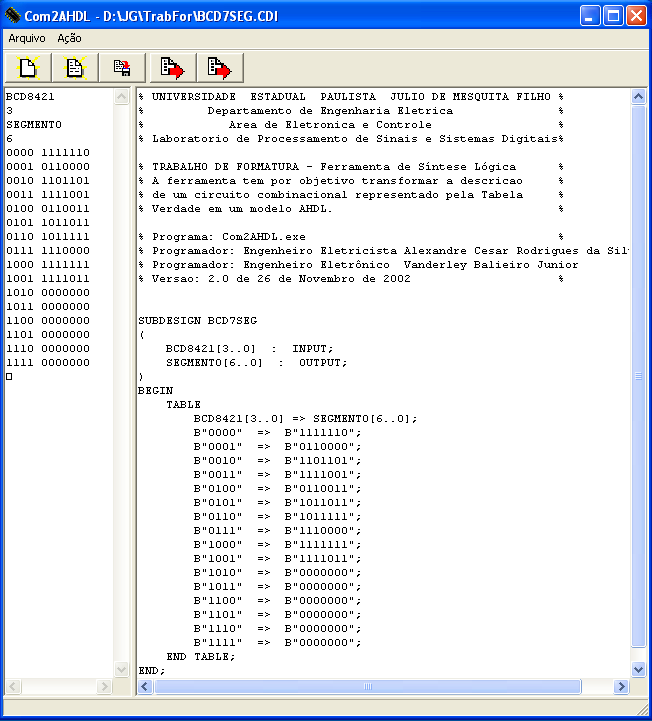 Com2AHDL - D:\JG\TrabFor\BCD7SEG.CDI
Arquivo Ação
BCD8421
3
SEGMENTO
6
0000 1111110
0001 0110000
0010 1101101
0011 1111001
0100 0110011
0101 1011011
0110 1011111
0111 1110000
1000 1111111
1001 1111011
1010 0000000
1011 0000000
1100 0000000
1101 0000000
1110 0000000
1111 0000000
% UNIVERSIDADE ESTADUAL PAULISTA JULIO DE MESQUITA FILHO %
% Departamento de Engenharia Eletrica %
% Area de Eletronica e Controle %
% Laboratorio de Processamento de Sinais e Sistemas Digitais%
% TRABALHO DE FORMATURA - Ferramenta de Síntese Lógica %
% A ferramenta tem por objetivo transformar a descricao %
% de um circuito combinacional representado pela Tabela %
% Verdade em um modelo AHDL. %
% Programa: Com2AHDL.exe %
% Programador: Engenheiro Eletricista Alexandre Cesar Rodrigues da Sil
% Programador: Engenheiro Eletrônico Vanderley Balieiro Junior
% Versao: 2.0 de 26 de Novembro de 2002 %
SUBDESIGN BCD7SEG
(
BCD8421[3..0] : INPUT;
SEGMENTO[6..0] : OUTPUT;
)
BEGIN
TABLE
BCD8421[3..0] => SEGMENTO[6..0];
B"0000" => B"1111110";
B"0001" => B"0110000";
B"0010" => B"1101101";
B"0011" => B"1111001";
B"0100" => B"0110011";
B"0101" => B"1011011";
B"0110" => B"1011111";
B"0111" => B"1110000";
B"1000" => B"1111111";
B"1001" => B"1111011";
B"1010" => B"0000000";
B"1011" => B"0000000";
B"1100" => B"0000000";
B"1101" => B"0000000";
B"1110" => B"0000000";
B"1111" => B"0000000";
END TABLE;
END;